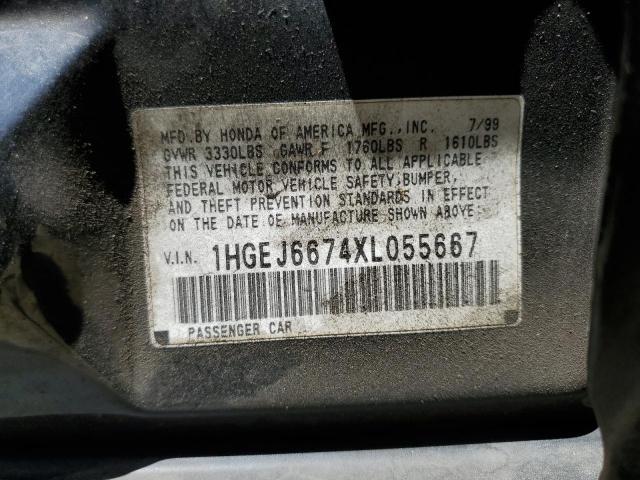 MFD.BY HONDA OF AMERICA MFG.,INC. 7/99
GVWR 3330LBS GAWR F 1760LBS R 1610LBS
THIS VEHICLE CONFORMS TO ALL APPLICABLE
FEDERAL MOTOR VEHICLE SAFETY,BUMPER,
AND THEFT PREVENTION STANDARDS IN EFFECT
ON THE DATE OF MANUFACTURE SHOWN ABOVE.
V.I.N. 1HGEJ6674XL055667
PASSENGER CAR